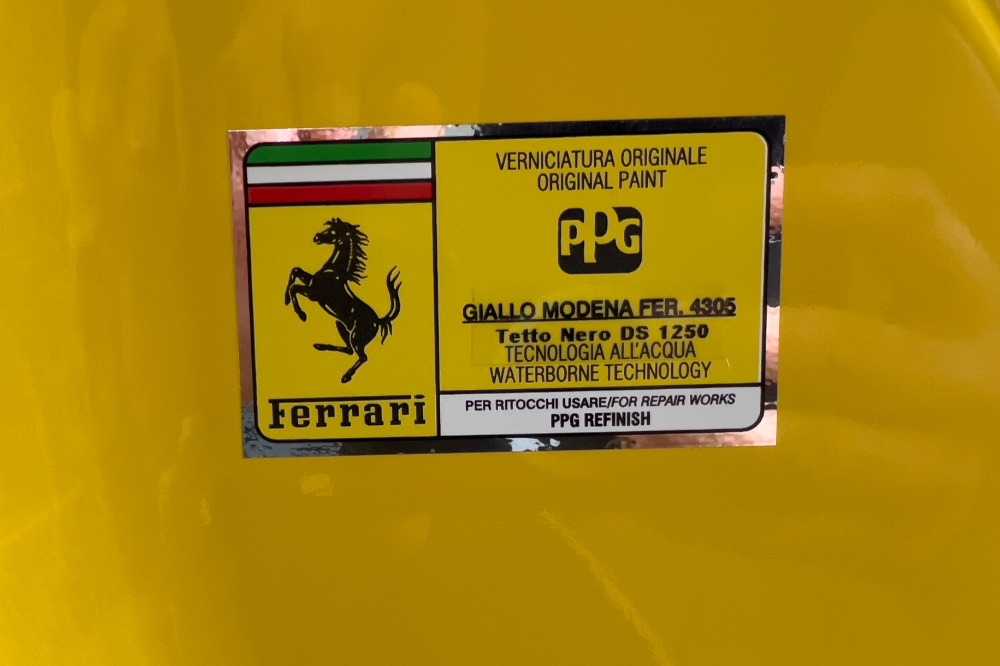 VERNICIATURA ORIGINALE
ORIGINAL PAINT
PPG
GIALLO MODENA FER. 4305
Tetto Nero DS 1250
TECNOLOGIA ALL'ACQUA
WATERBORNE TECHNOLOGY
Ferrari
PER RITOCCHI USARE/FOR REPAIR WORKS
PPG REFINISH